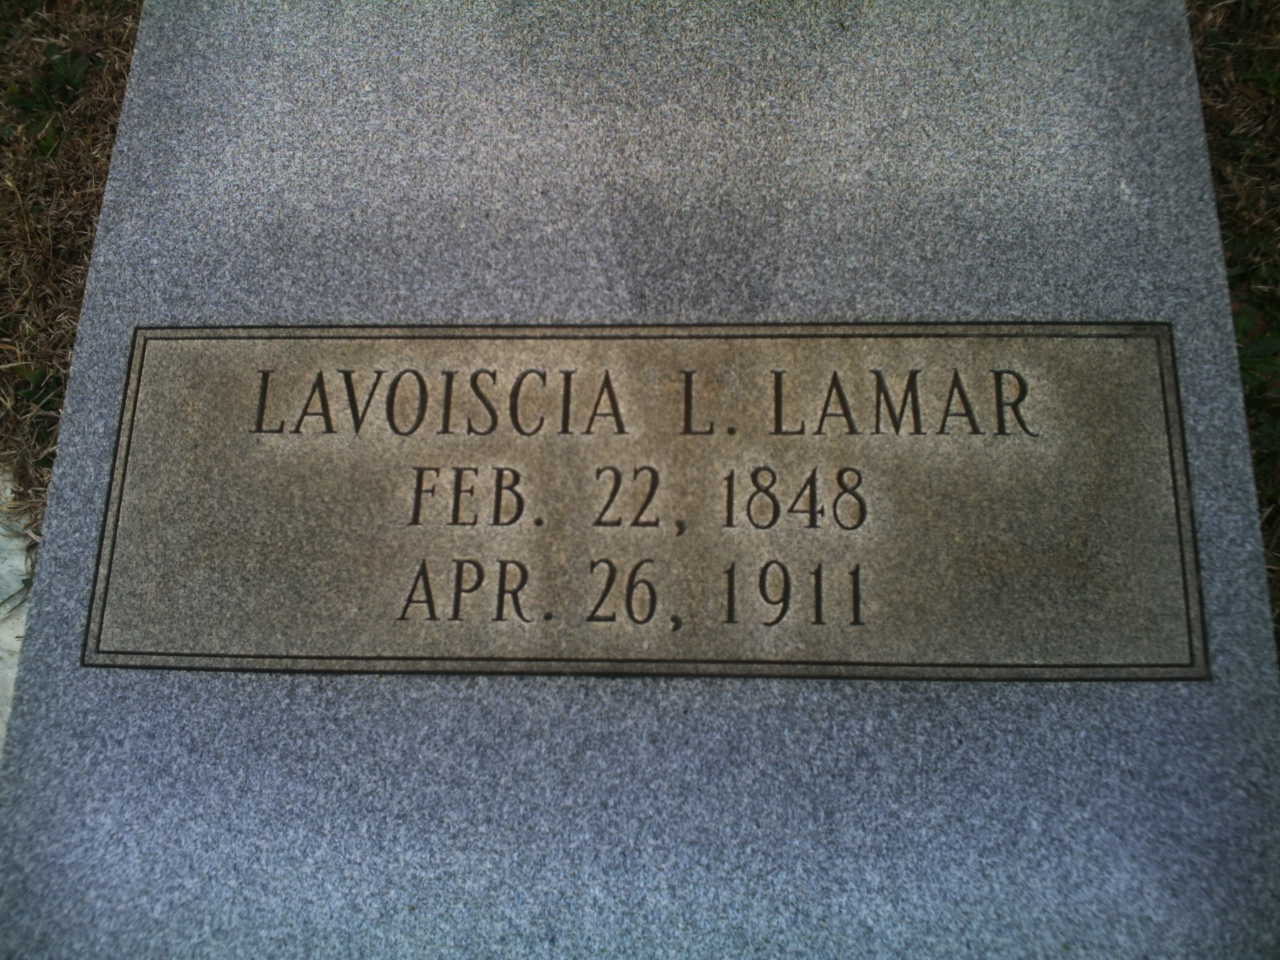 LAVOISCIA L. LAMAR
FEB. 22, 1848
APR. 26, 1911